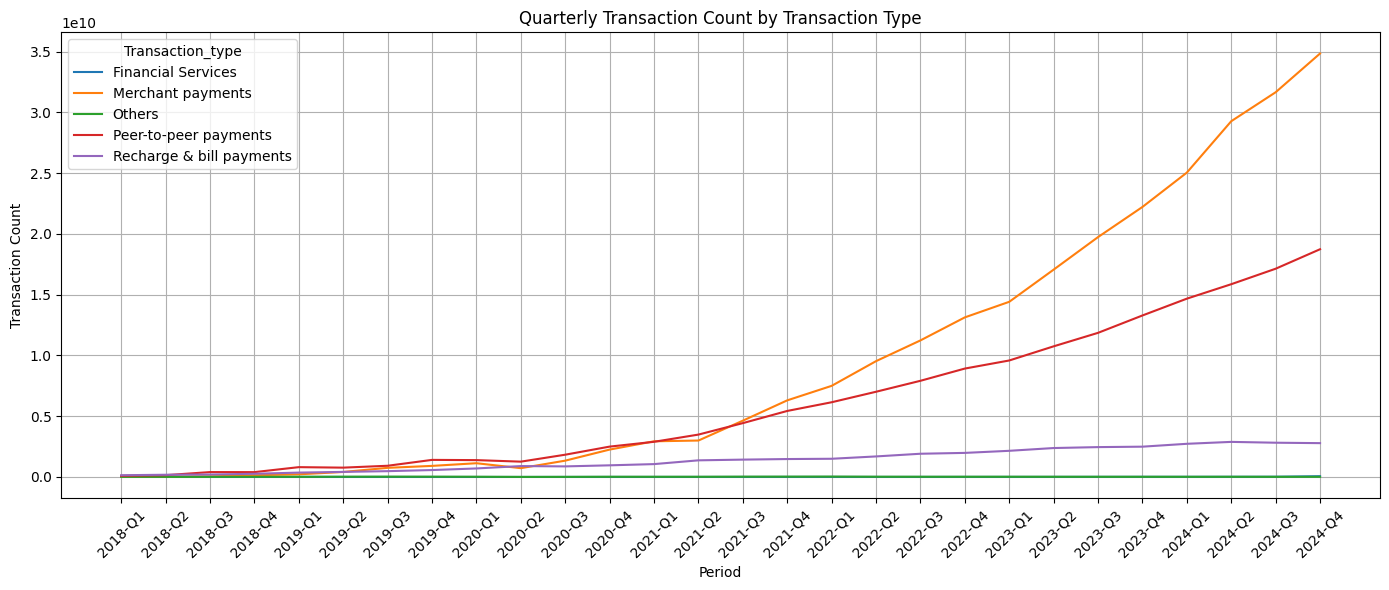 Quarterly Transaction Count by Transaction Type
1e10
Transaction_type
Financial Services
Merchant payments
Others
Peer-to-peer payments
Recharge & bill payments
Transaction Count
3.5
3.0
2.5
2.0
1.5
1.0
0.5
0.0
2018-Q1
2018-Q2
2018-Q3
2018-Q4
2019-Q1
2019-Q2
2019-Q3
2019-Q4
2020-Q1
2020-Q2
2020-Q3
2020-Q4
2021-Q1
2021-Q2
2021-Q3
2021-Q4
2022-Q1
2022-Q2
2022-Q3
2022-Q4
2023-Q1
2023-Q2
2023-Q3
2023-Q4
2024-Q1
2024-Q2
2024-Q3
2024-Q4
Period